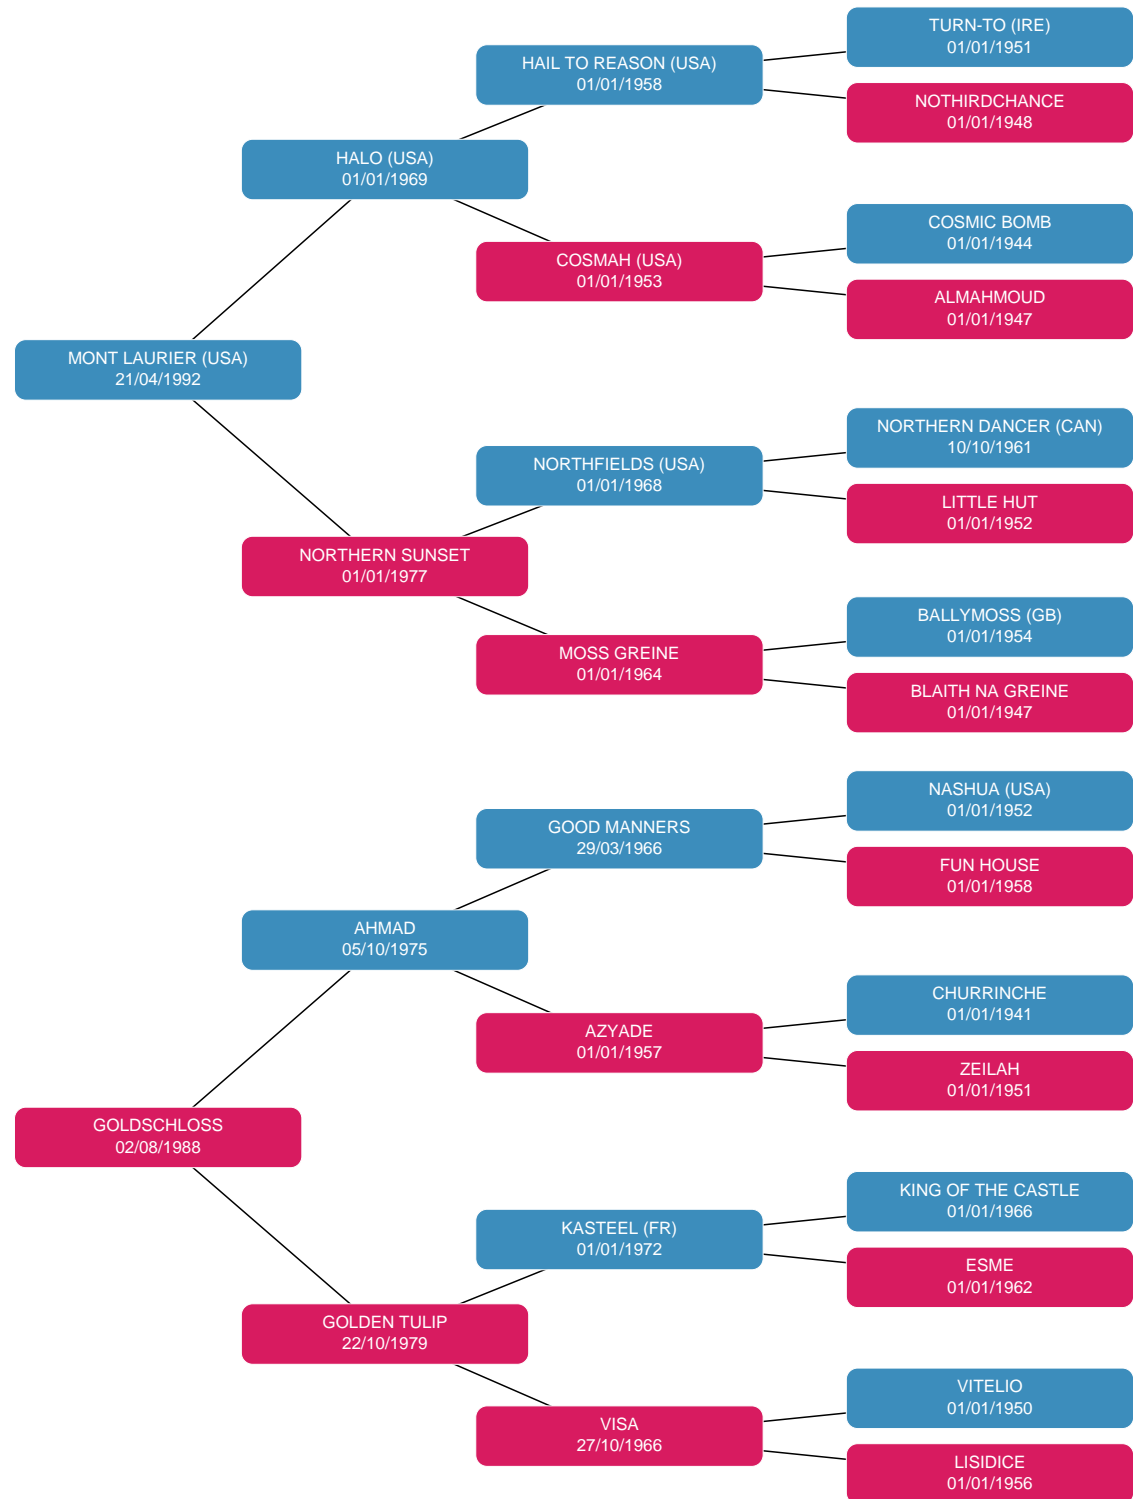 TURN-TO (IRE)
01/01/1951
HAIL TO REASON (USA)
01/01/1958
NOTHIRDCHANCE
01/01/1948
HALO (USA)
01/01/1969
COSMIC BOMB
01/01/1944
COSMAH (USA)
01/01/1953
ALMAHMOUD
01/01/1947
MONT LAURIER (USA)
21/04/1992
NORTHERN DANCER (CAN)
10/10/1961
NORTHFIELDS (USA)
01/01/1968
LITTLE HUT
01/01/1952
NORTHERN SUNSET
01/01/1977
BALLYMOSS (GB)
01/01/1954
MOSS GREINE
01/01/1964
BLAITH NA GREINE
01/01/1947
NASHUA (USA)
01/01/1952
GOOD MANNERS
29/03/1966
FUN HOUSE
01/01/1958
AHMAD
05/10/1975
CHURRINCHE
01/01/1941
AZYADE
01/01/1957
ZEILAH
01/01/1951
GOLDSCHLOSS
02/08/1988
KING OF THE CASTLE
01/01/1966
KASTEEL (FR)
01/01/1972
ESME
01/01/1962
GOLDEN TULIP
22/10/1979
VITELIO
01/01/1950
VISA
27/10/1966
LISIDICE
01/01/1956